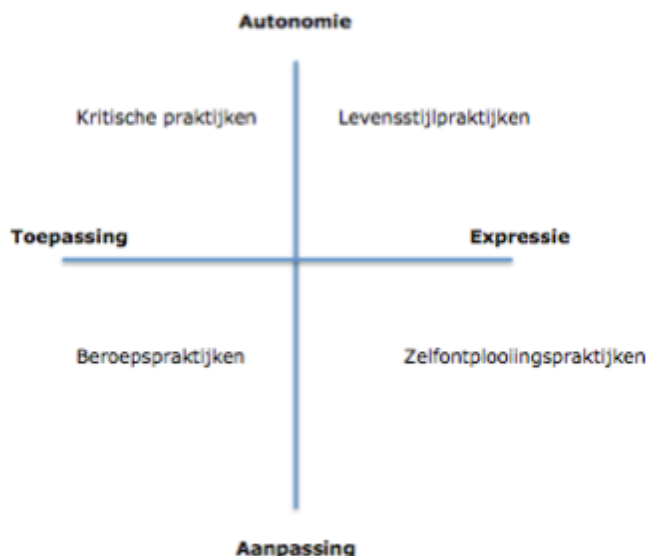 Autonomie
Kritische praktijken
Levensstijlpraktijken
Toepassing
Expressie
Beroepspraktijken
Zelfontplooiingspraktijken
Aanpassing